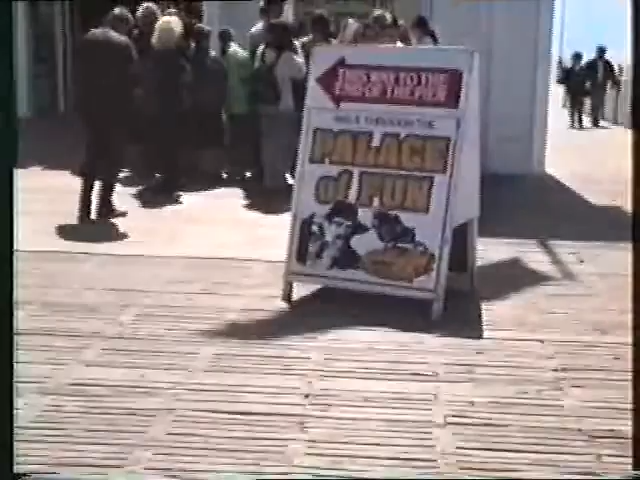 THIS WAY TO THE
END OF THE PIER
WALK THROUGH THE
PALACE
of FUN